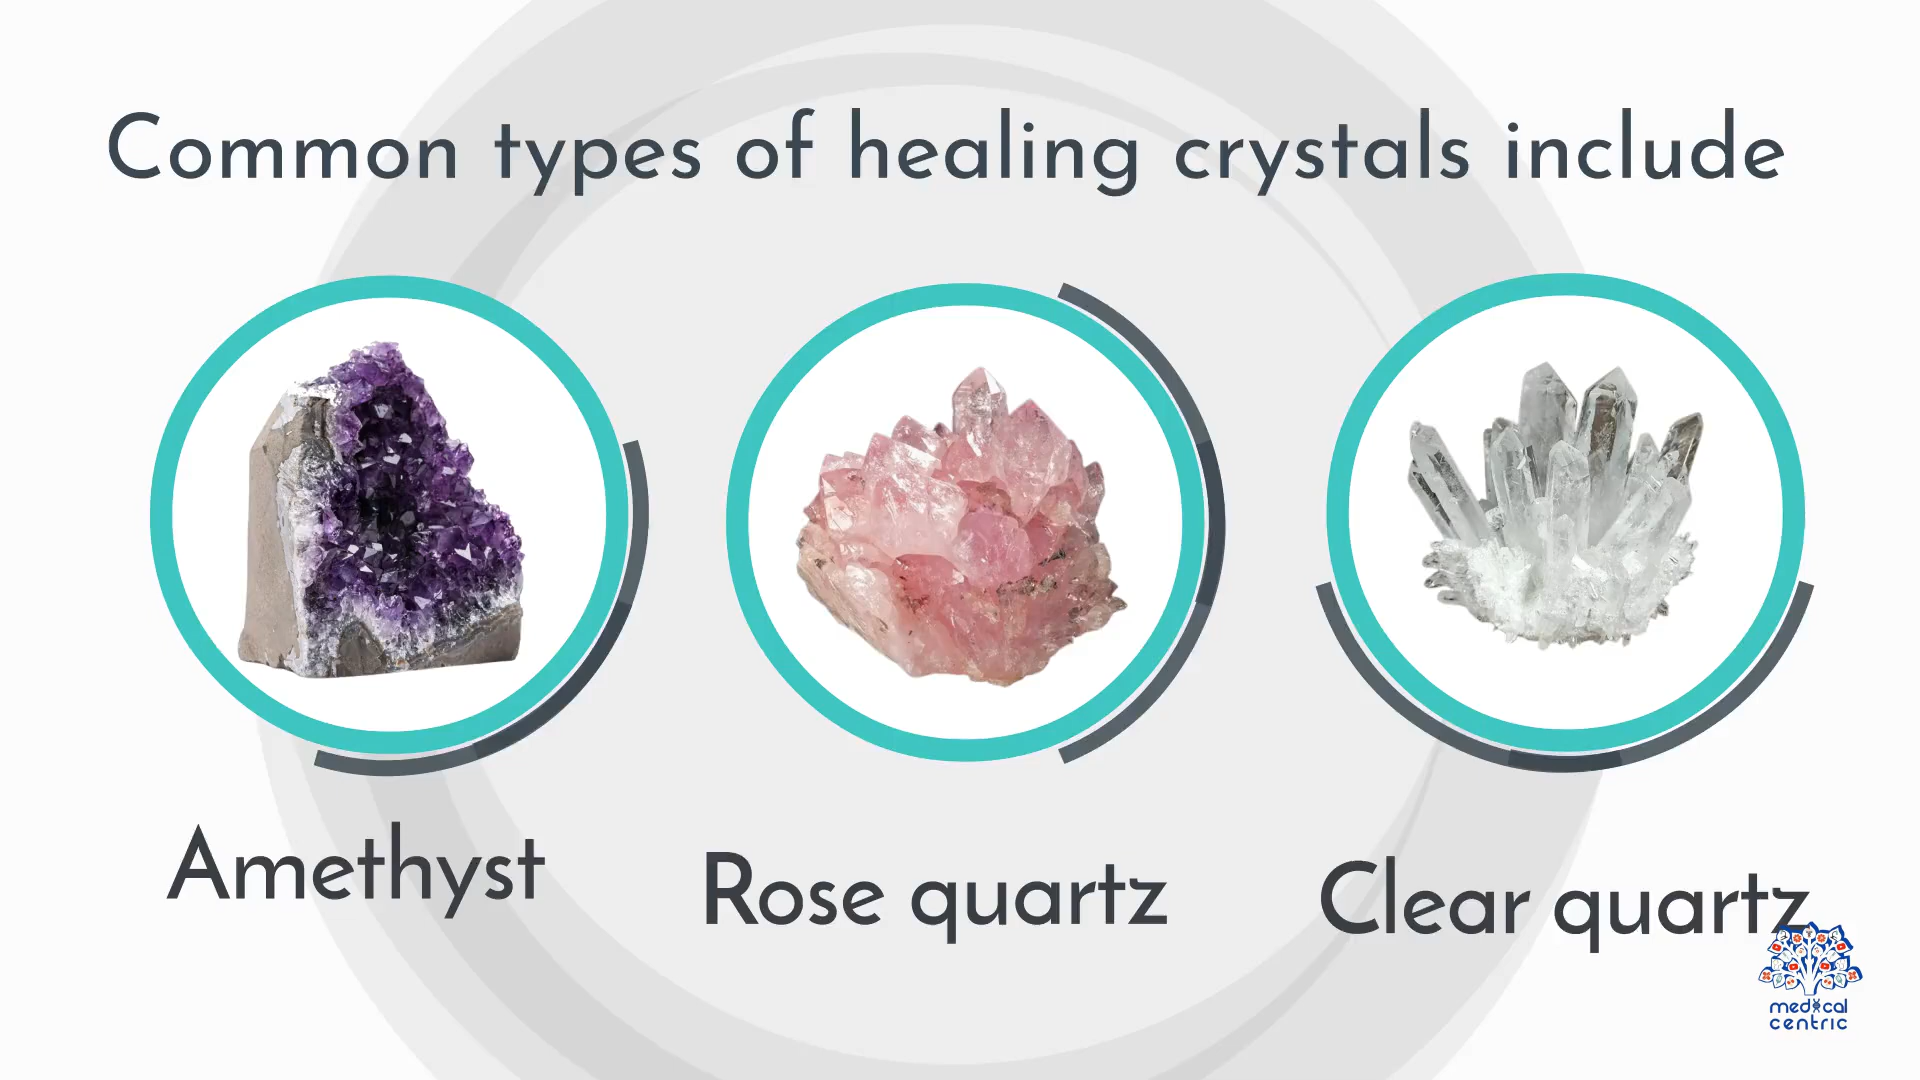 Common types of healing crystals include
Amethyst
Rose quartz
Clear quartz
medical
centric